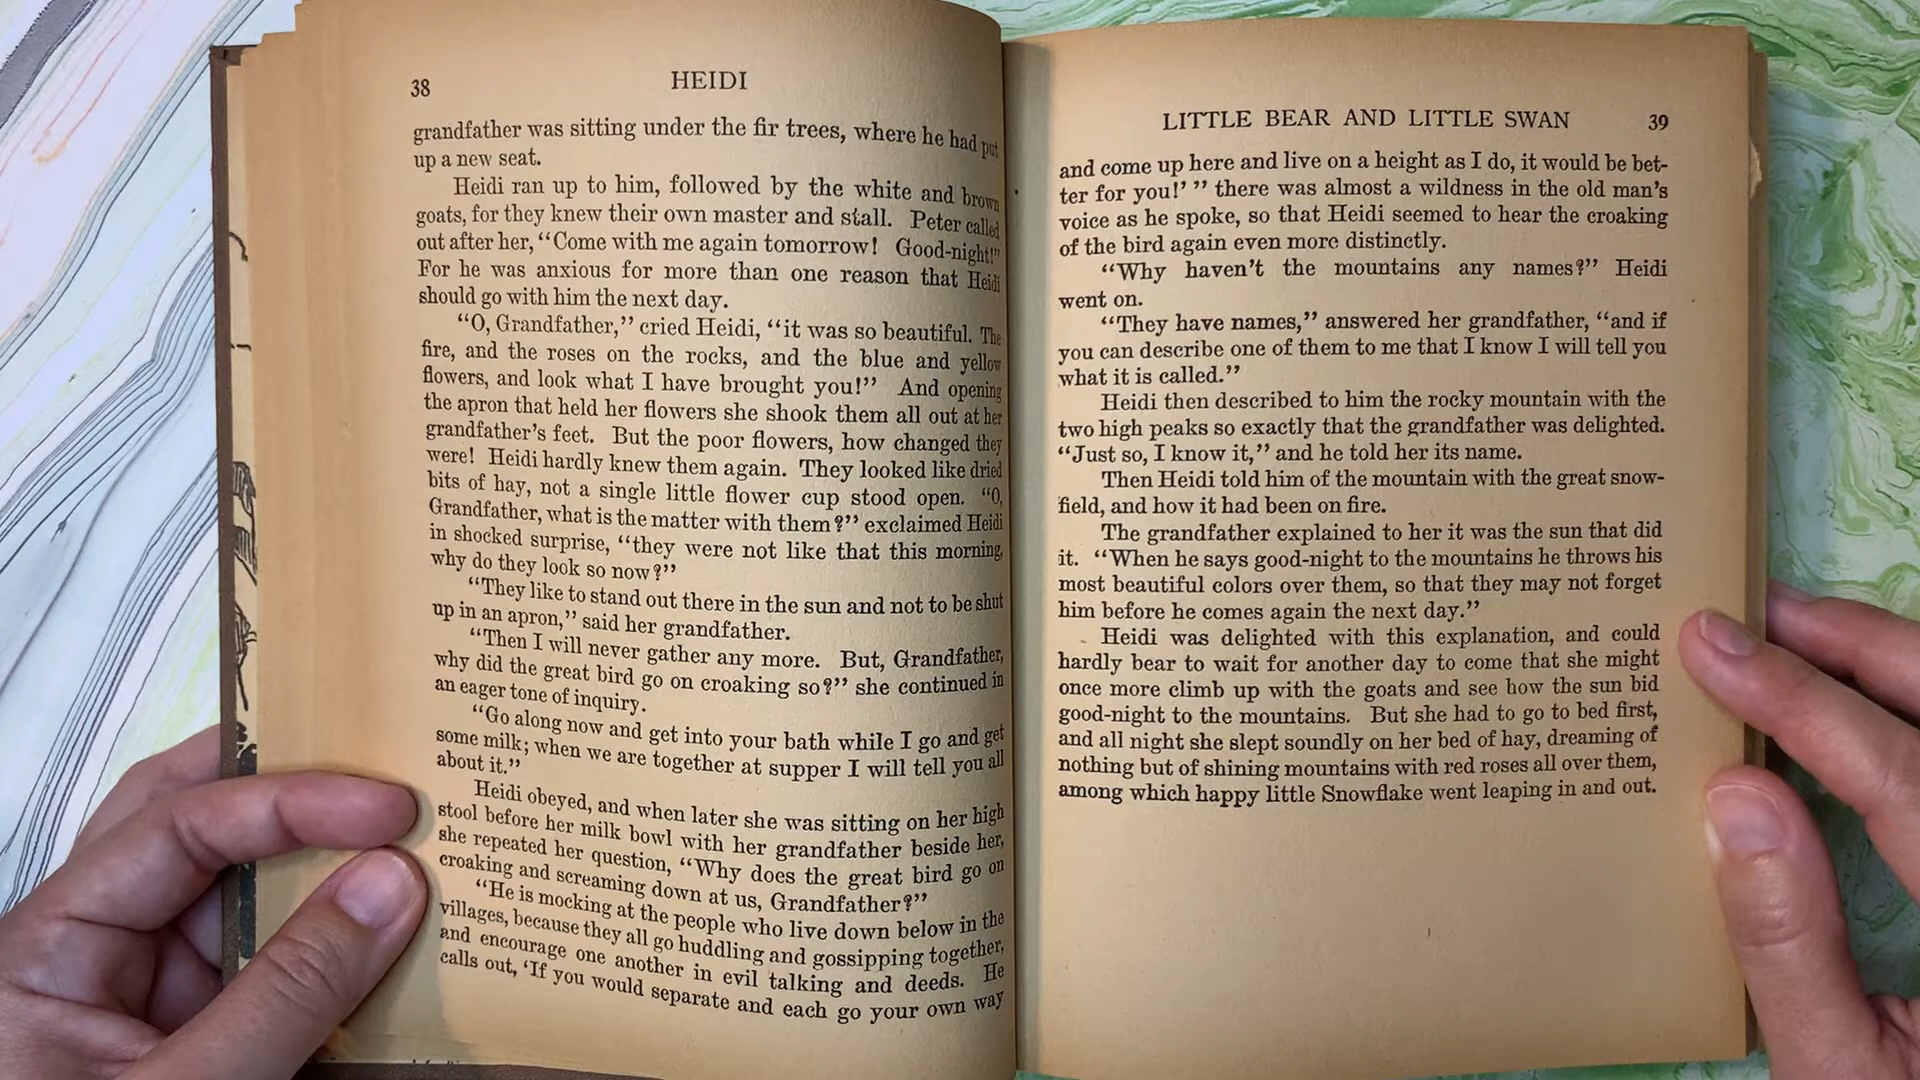 38 HEIDI
grandfather was sitting under the fir trees, where he had put
up a new seat.
Heidi ran up to him, followed by the white and brown
goats, for they knew their own master and stall. Peter called
out after her, “Come with me again tomorrow! Good-night!”
For he was anxious for more than one reason that Heidi
should go with him the next day.
“O, Grandfather,” cried Heidi, “it was so beautiful. The
fire, and the roses on the rocks, and the blue and yellow
flowers, and look what I have brought you!” And opening
the apron that held her flowers she shook them all out at her
grandfather’s feet. But the poor flowers, how changed they
were! Heidi hardly knew them again. They looked like dried
bits of hay, not a single little flower cup stood open. “O,
Grandfather, what is the matter with them?” exclaimed Heidi
in shocked surprise, “they were not like that this morning,
why do they look so now?”
“They like to stand out there in the sun and not to be shut
up in an apron,” said her grandfather.
“Then I will never gather any more. But, Grandfather,
why did the great bird go on croaking so?” she continued in
an eager tone of inquiry.
“Go along now and get into your bath while I go and get
some milk; when we are together at supper I will tell you all
about it.”
Heidi obeyed, and when later she was sitting on her high
stool before her milk bowl with her grandfather beside her,
she repeated her question, “Why does the great bird go on
croaking and screaming down at us, Grandfather?”
“He is mocking at the people who live down below in the
villages, because they all go huddling and gossipping together,
and encourage one another in evil talking and deeds. He
calls out, ‘If you would separate and each go your own way
LITTLE BEAR AND LITTLE SWAN 39
and come up here and live on a height as I do, it would be bet-
ter for you!’ ” there was almost a wildness in the old man’s
voice as he spoke, so that Heidi seemed to hear the croaking
of the bird again even more distinctly.
“Why haven’t the mountains any names?” Heidi
went on.
“They have names,” answered her grandfather, “and if
you can describe one of them to me that I know I will tell you
what it is called.”
Heidi then described to him the rocky mountain with the
two high peaks so exactly that the grandfather was delighted.
“Just so, I know it,” and he told her its name.
Then Heidi told him of the mountain with the great snow-
field, and how it had been on fire.
The grandfather explained to her it was the sun that did
it. “When he says good-night to the mountains he throws his
most beautiful colors over them, so that they may not forget
him before he comes again the next day.”
Heidi was delighted with this explanation, and could
hardly bear to wait for another day to come that she might
once more climb up with the goats and see how the sun bid
good-night to the mountains. But she had to go to bed first,
and all night she slept soundly on her bed of hay, dreaming of
nothing but of shining mountains with red roses all over them,
among which happy little Snowflake went leaping in and out.